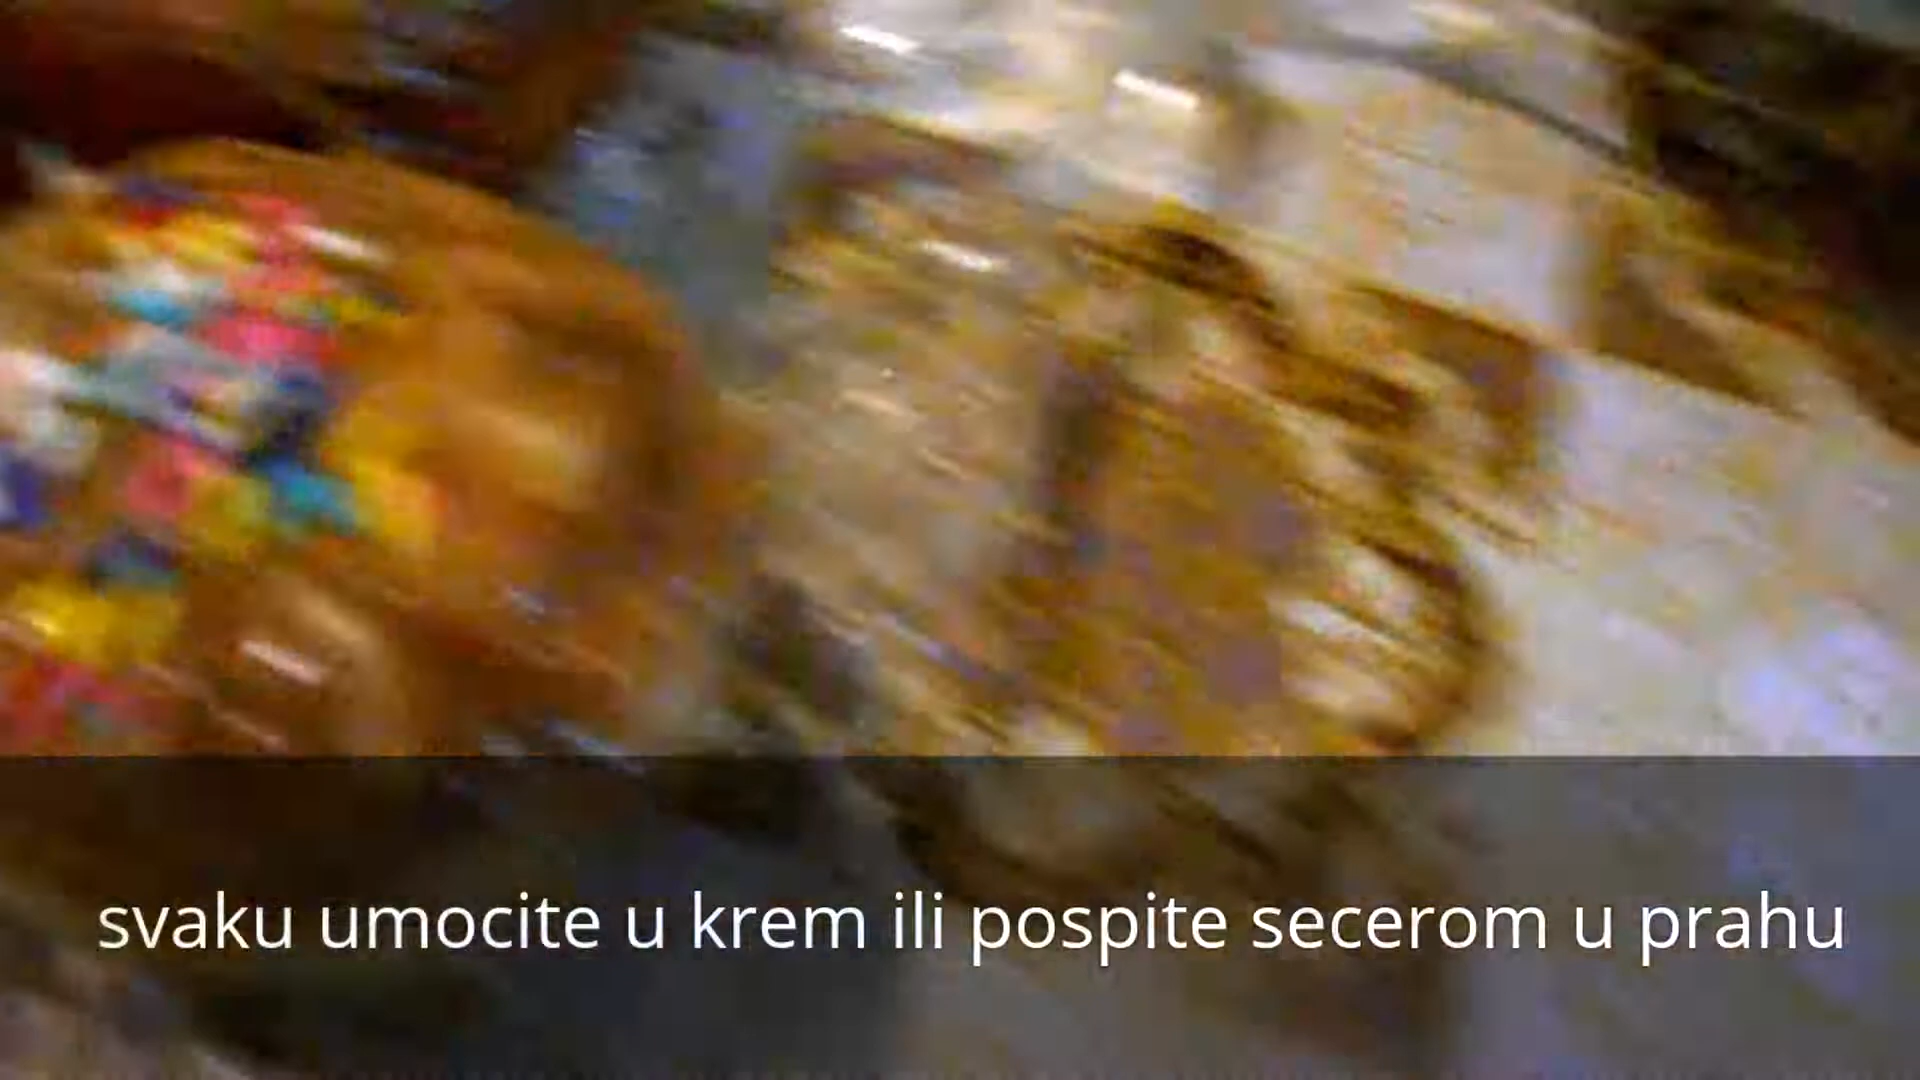 svaku umocite u krem ili pospite secerom u prahu